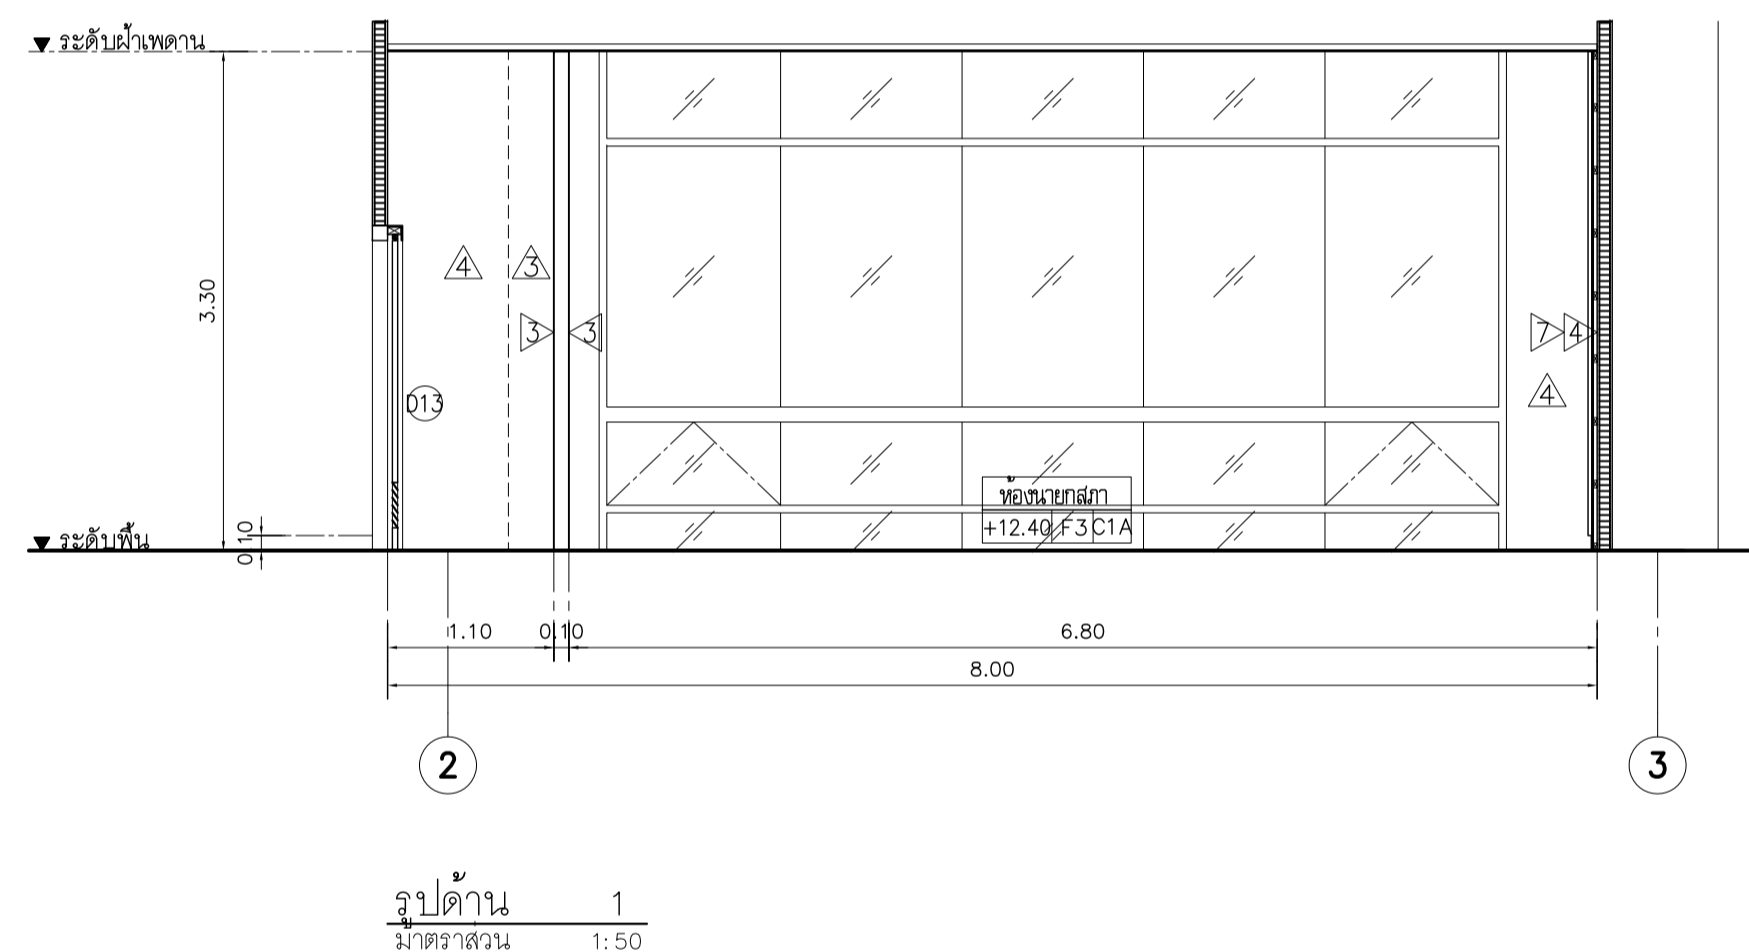 ระดับฝ้าเพดาน
3.30
4 3
3 3
7 4
4
D13
ห้องนายกสภา
+12.40 F3 C1A
ระดับพื้น
0.10
1.10 0.10 6.80
8.00
2 3
รูปด้าน 1
มาตราส่วน 1:50